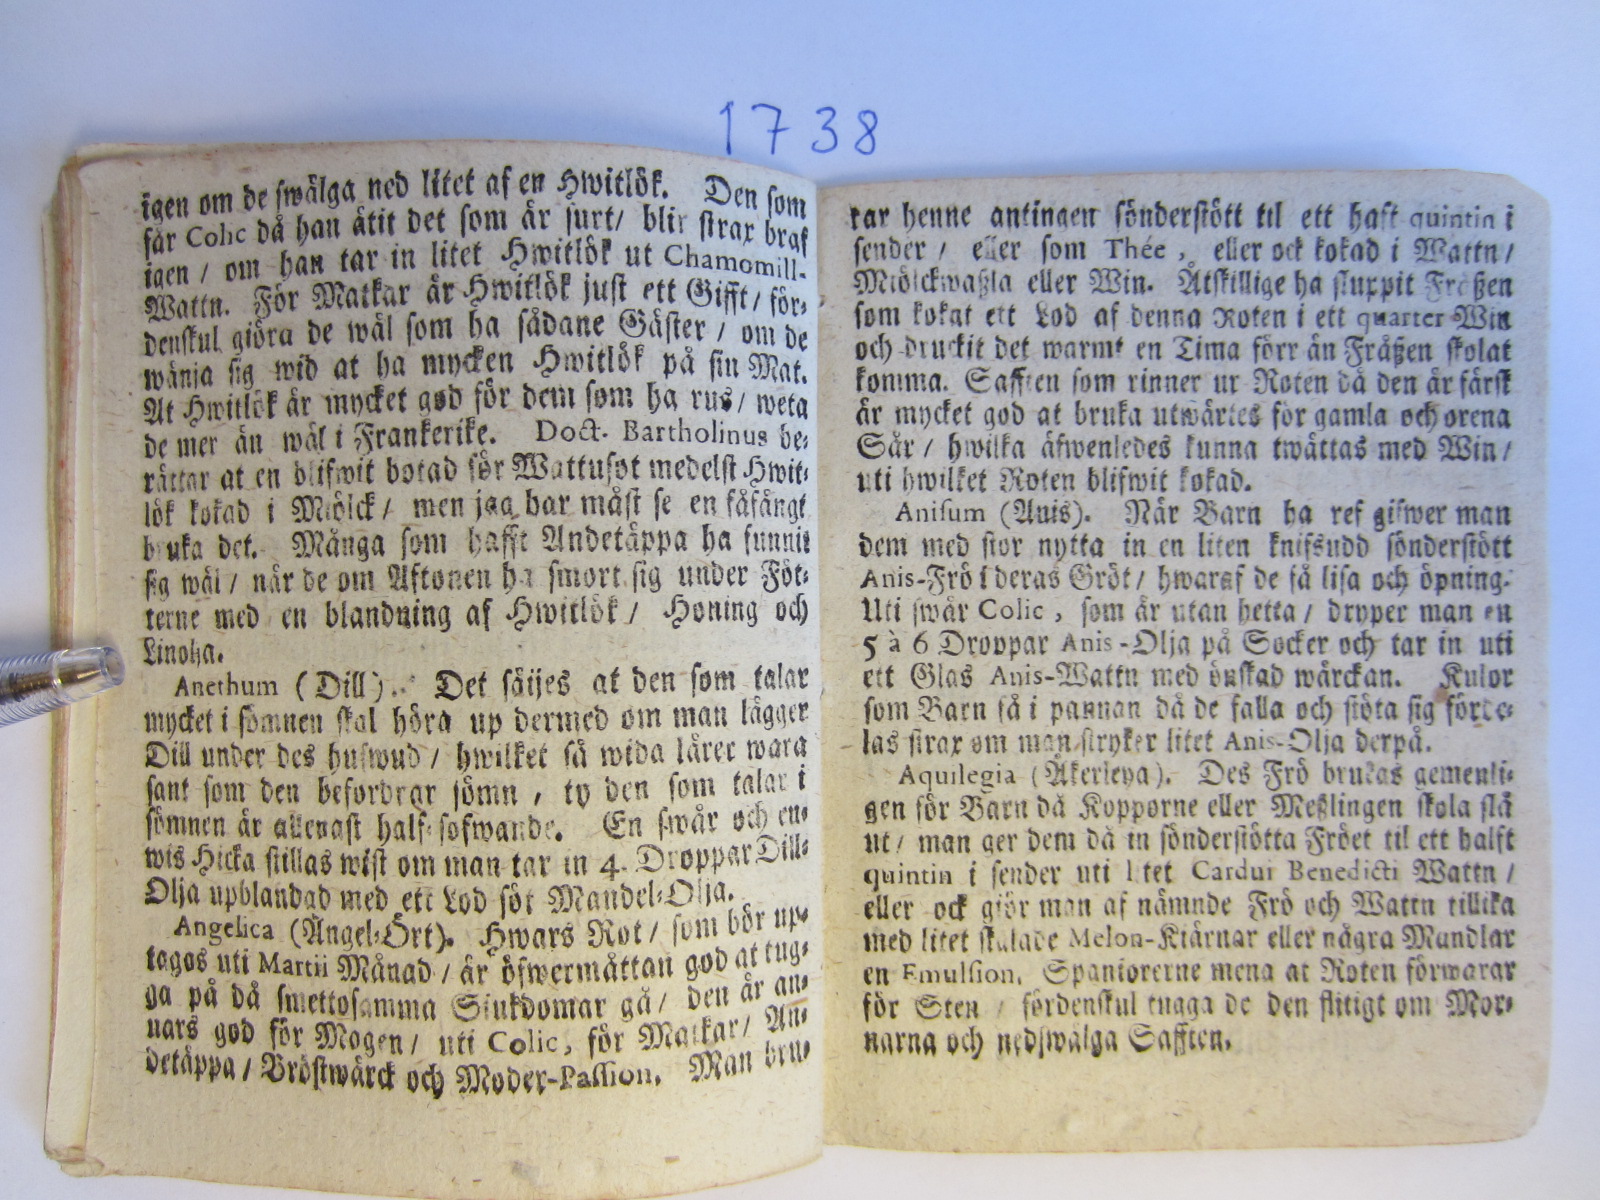 1738
igen om de swälga ned litet af en Hwitlök. Den som
får Colic då han ätit det som är surt/ blir strax braf
igen / om han tar in litet Hwitlök ut Chamomill-
Wattn. För Matkar är Hwitlök just ett Gifft/ för-
denskul giöra de wäl som ha sådane Gäster / om de
wänja sig wid at ha mycken Hwitlök på sin Mat.
At Hwitlök är mycket god för dem som ha rus/ weta
de mer än wäl i Frankerike. Doct. Bartholinus be-
rättar at en blifwit botad för Wattusot medelst Hwit-
lök kokad i Miölck/ men jag har måst se en fåfängt
bruka det. Många som hafft Andetäppa ha funnit
sig wäl / när de om Aftonen ha smort sig under Föt-
terne med en blandning af Hwitlök / Honing och
Linolja.
Anethum (Dill). Det säijes at den som talar
mycket i sömnen skal höra up dermed om man lägger
Dill under des hufwud / hwilket så wida lärer wara
sant som den befordrar sömn , ty den som talar i
sömnen är allenast half-sofwande. En swår och en-
wis Hicka stillas wist om man tar in 4. Droppar Dill-
Olja upblandad med ett Lod söt Mandel-Olja.
Angelica (Ängel-Ört). Hwars Rot / som bör up-
tagas uti Martii Månad / är öfwermåttan god at tug-
ga på då smettosamma Siukdomar gå/ den är an-
nars god för Magen/ uti Colic, för Matkar/ An-
detäppa / Bröstwärck och Moder-Passion. Man bru-
kar henne antingen sönderstött til ett haft quintin i
sender / eller som Thée , eller ock kokad i Wattn/
Miölckwaßla eller Win. Åtskillige ha sluppit Froßen
som kokat ett Lod af denna Roten i ett quarter Win
och druckit det warmt en Tima förr än Fråßen skolat
komma. Safften som rinner ur Roten då den är färsk
är mycket god at bruka utwärtes för gamla och orena
Sår / hwilka äfwenledes kunna twättas med Win/
uti hwilket Roten blifwit kokad.
Anisum (Anis). När Barn ha ref gifwer man
dem med stor nytta in en liten knifsudd sönderstött
Anis-Frö i deras Gröt/ hwaraf de få lisa och öpning.
Uti swår Colic , som är utan hetta/ dryper man en
5 à 6 Droppar Anis-Olja på Socker och tar in uti
ett Glas Anis-Wattn med önskad wärckan. Kulor
som Barn få i pannan då de falla och stöta sig förde-
las strax om man stryker litet Anis-Olja derpå.
Aquilegia (Åkerleya). Des Frö brukas gemenli-
gen för Barn då Kopporne eller Meßlingen skola slå
ut/ man ger dem då in sönderstötta Fröet til ett halft
quintin i sender uti litet Cardui Benedicti Wattn /
eller ock giör man af nämnde Frö och Wattn tillika
med litet skalade Melon-Kiärnar eller några Mandlar
en Emulsion. Spaniorerne mena at Roten förwarar
för Sten / fördenskul tugga de den flitigt om Mor-
narna och nedswälga Safften.